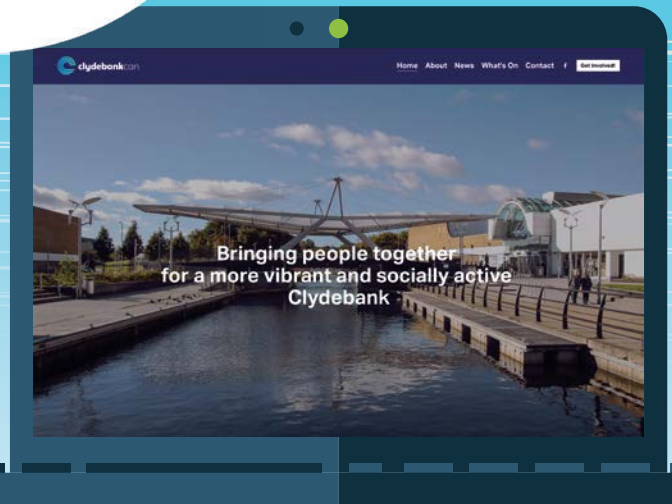 clydebankcan
Home About News What's On Contact f Get Involved!
Bringing people together
for a more vibrant and socially active
Clydebank